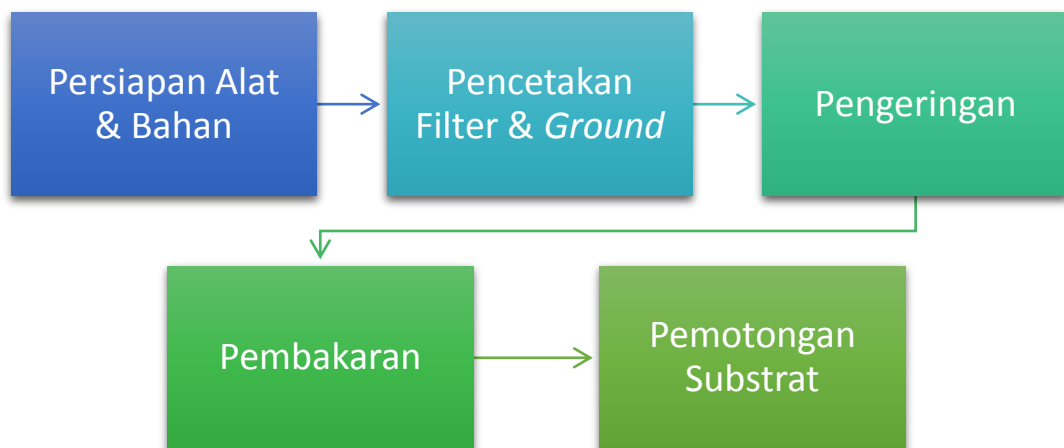 Persiapan Alat
& Bahan
Pencetakan
Filter & Ground
Pengeringan
Pembakaran
Pemotongan
Substrat